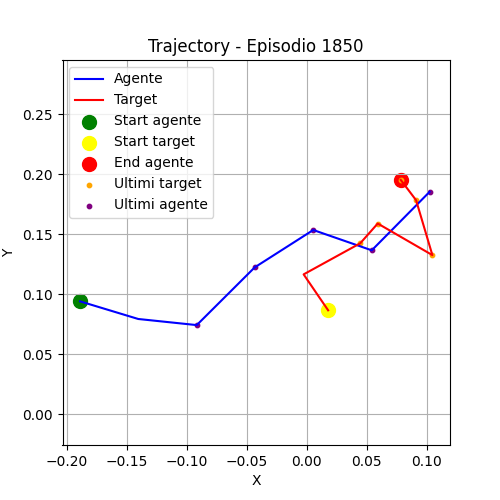 Trajectory - Episodio 1850
Agente
Target
Start agente
Start target
End agente
Ultimi target
Ultimi agente
0.25
0.20
0.15
0.10
0.05
0.00
Y
−0.20 −0.15 −0.10 −0.05 0.00 0.05 0.10
X